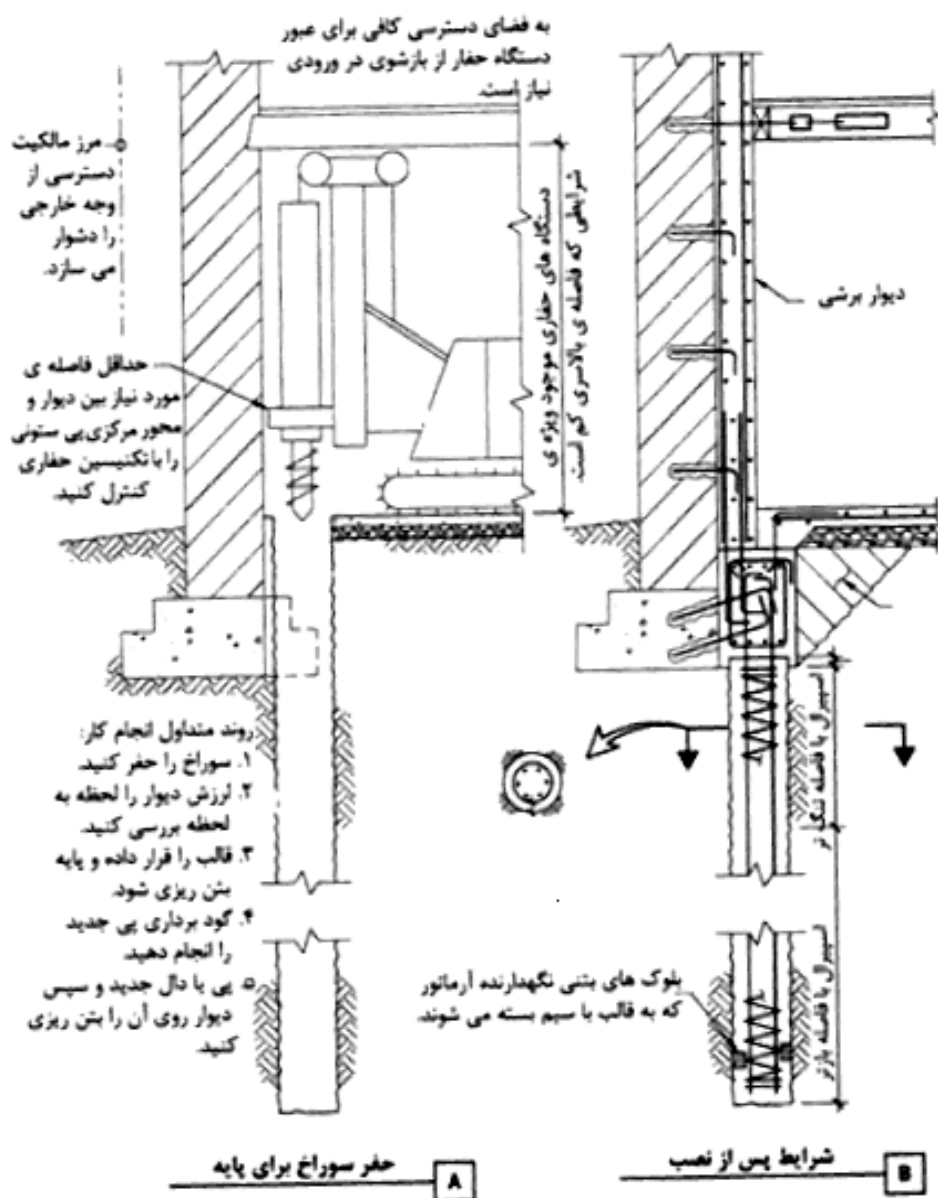 به فضای دسترسی کافی برای عبور
دستگاه حفار از بازشوی در ورودی
نیاز است.
مرز مالکیت
دسترسی از
وجه خارجی
را دشوار
می سازد.
حداقل فاصله ی
مورد نیاز بین دیوار و
محور مرکزی پی ستونی
را با تکنیسین حفاری
کنترل کنید.
دستگاه های حفاری موجود ویژه ی
شرایطی که فاصله ی بالاسری کم است.
دیوار برشی
روند متداول انجام کار:
۱. سوراخ را حفر کنید.
۲. لرزش دیوار را لحظه به
لحظه بررسی کنید.
۳. قالب را قرار داده و پایه
بتن ریزی شود.
۴. گود برداری پی جدید
را انجام دهید.
۵. پی با دال جدید و سپس
دیوار روی آن را بتن ریزی
کنید.
اسپیرال با فاصله تنگ تر
اسپیرال با فاصله بازتر
بلوک های بتنی نگهدارنده آرماتور
که به قالب با سیم بسته می شوند.
حفر سوراخ برای پایه
A
شرایط پس از نصب
B